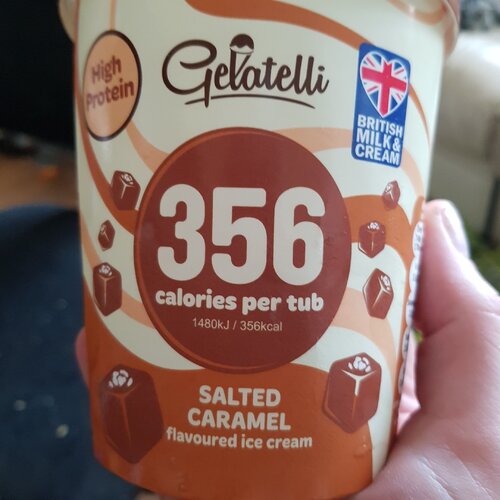 High
Protein
Gelatelli
BRITISH
MILK &
CREAM
356
calories per tub
1480kJ / 356kcal
SALTED
CARAMEL
flavoured ice cream